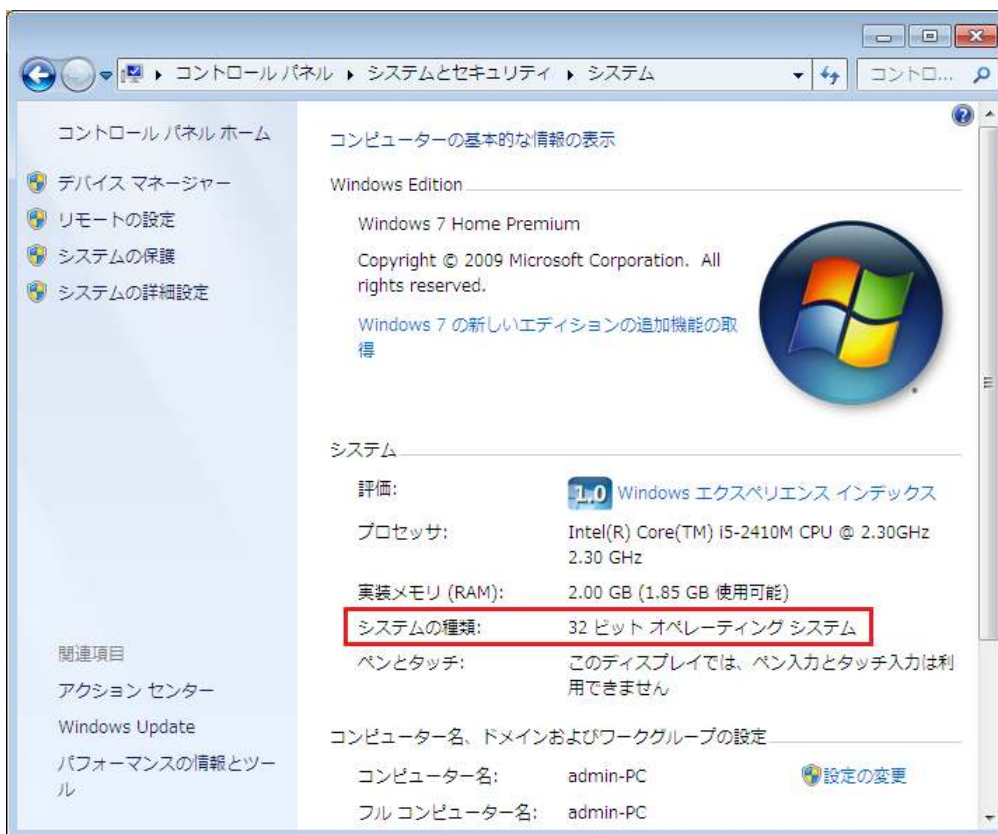 コントロール パネル ▸ システムとセキュリティ ▸ システム
コントロ...
コントロール パネル ホーム
デバイス マネージャー
リモートの設定
システムの保護
システムの詳細設定
関連項目
アクション センター
Windows Update
パフォーマンスの情報とツー
ル
コンピューターの基本的な情報の表示
Windows Edition
Windows 7 Home Premium
Copyright © 2009 Microsoft Corporation. All
rights reserved.
Windows 7 の新しいエディションの追加機能の取
得
システム
評価: 1.0 Windows エクスペリエンス インデックス
プロセッサ: Intel(R) Core(TM) i5-2410M CPU @ 2.30GHz
2.30 GHz
実装メモリ (RAM): 2.00 GB (1.85 GB 使用可能)
システムの種類: 32 ビット オペレーティング システム
ペンとタッチ: このディスプレイでは、ペン入力とタッチ入力は利
用できません
コンピューター名、ドメインおよびワークグループの設定
コンピューター名: admin-PC 設定の変更
フル コンピューター名: admin-PC